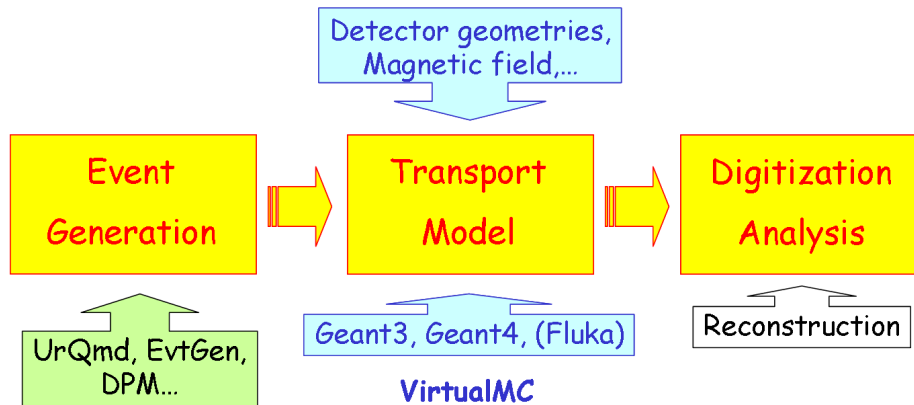 Detector geometries,
Magnetic field,...
Event
Generation
Transport
Model
Digitization
Analysis
UrQmd, EvtGen,
DPM...
Geant3, Geant4, (Fluka)
VirtualMC
Reconstruction